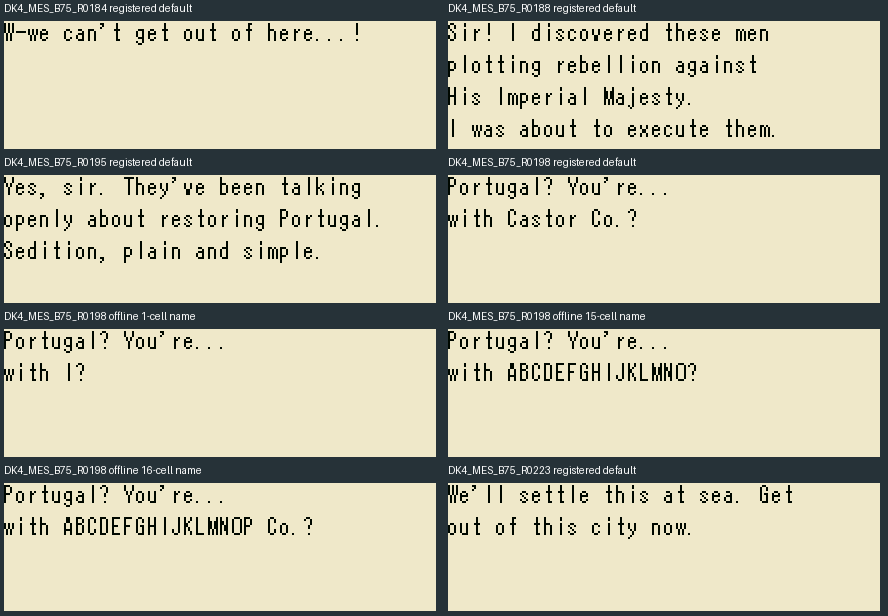 DK4_MES_B75_R0184 registered default
W-we can't get out of here...!
DK4_MES_B75_R0188 registered default
Sir! I discovered these men
plotting rebellion against
His Imperial Majesty.
I was about to execute them.
DK4_MES_B75_R0195 registered default
Yes, sir. They've been talking
openly about restoring Portugal.
Sedition, plain and simple.
DK4_MES_B75_R0198 registered default
Portugal? You're...
with Castor Co.?
DK4_MES_B75_R0198 offline 1-cell name
Portugal? You're...
with I?
DK4_MES_B75_R0198 offline 15-cell name
Portugal? You're...
with ABCDEFGHIJKLMNO?
DK4_MES_B75_R0198 offline 16-cell name
Portugal? You're...
with ABCDEFGHIJKLMNOP Co.?
DK4_MES_B75_R0223 registered default
We'll settle this at sea. Get
out of this city now.